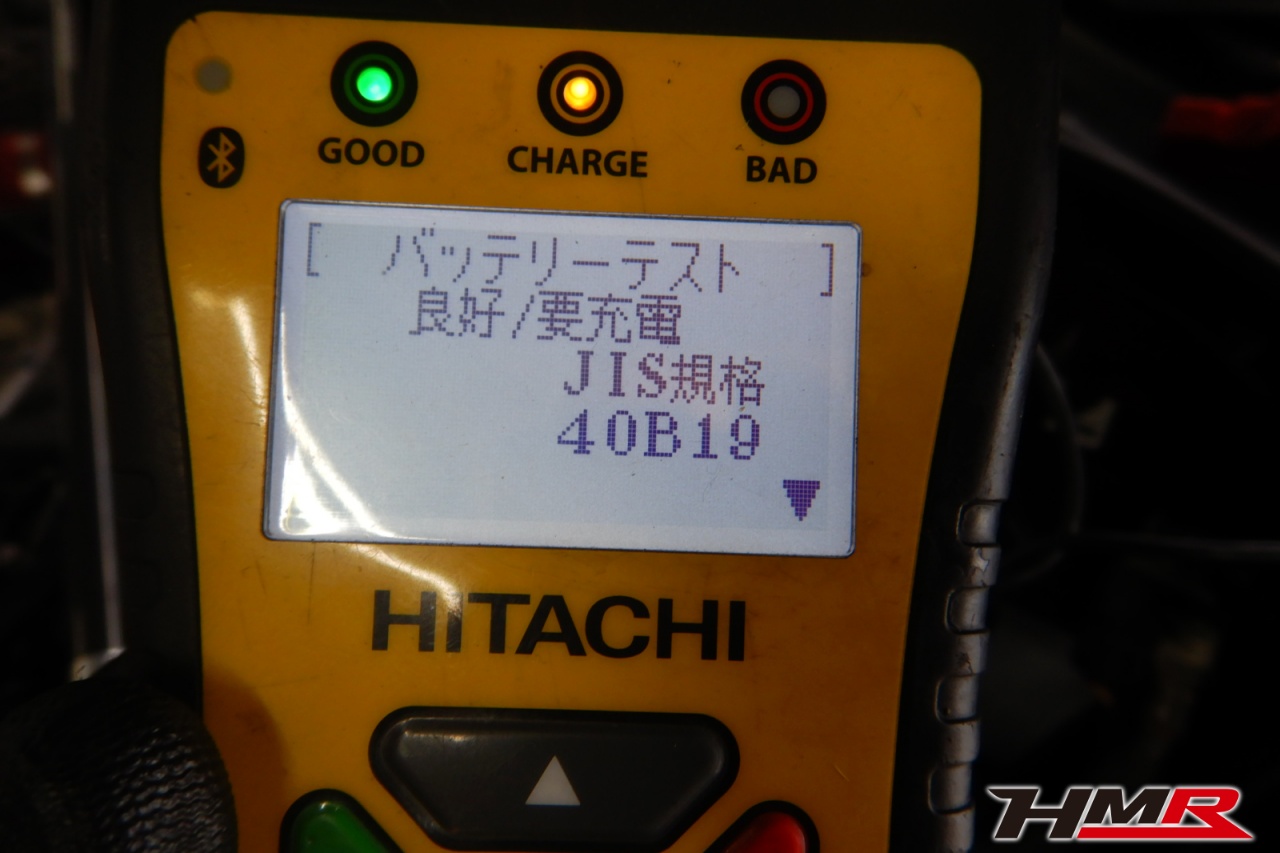 GOOD
CHARGE
BAD
[ バッテリーテスト ]
良好/要充電
JIS規格
40B19
HITACHI
HMR